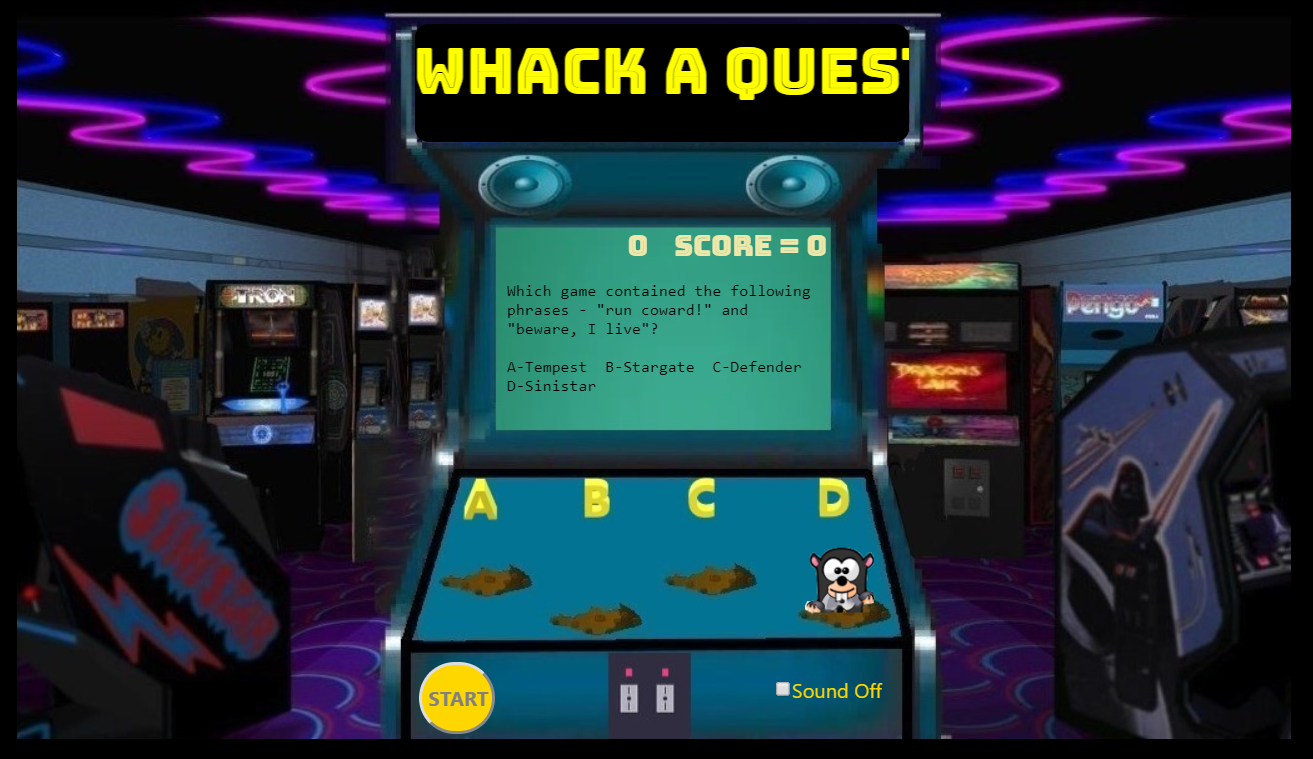 WHACK A QUEST
0 SCORE = 0
Which game contained the following
phrases - "run coward!" and
"beware, I live"?
A-Tempest B-Stargate C-Defender
D-Sinistar
A B C D
START
Sound Off
TRON
Pengo
DRAGON'S
LAIR
SINISTAR